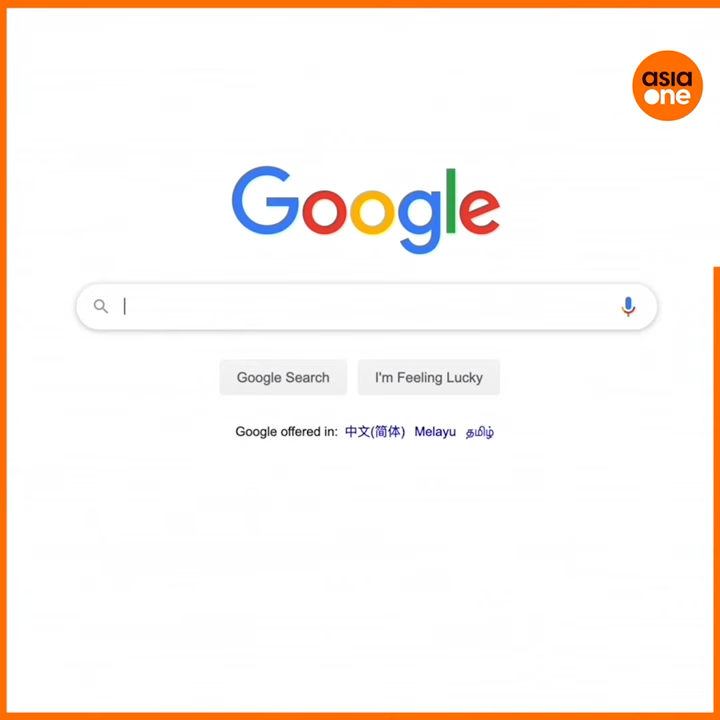 asia
one
Google
Google Search I'm Feeling Lucky
Google offered in: 中文(简体) Melayu தமிழ்